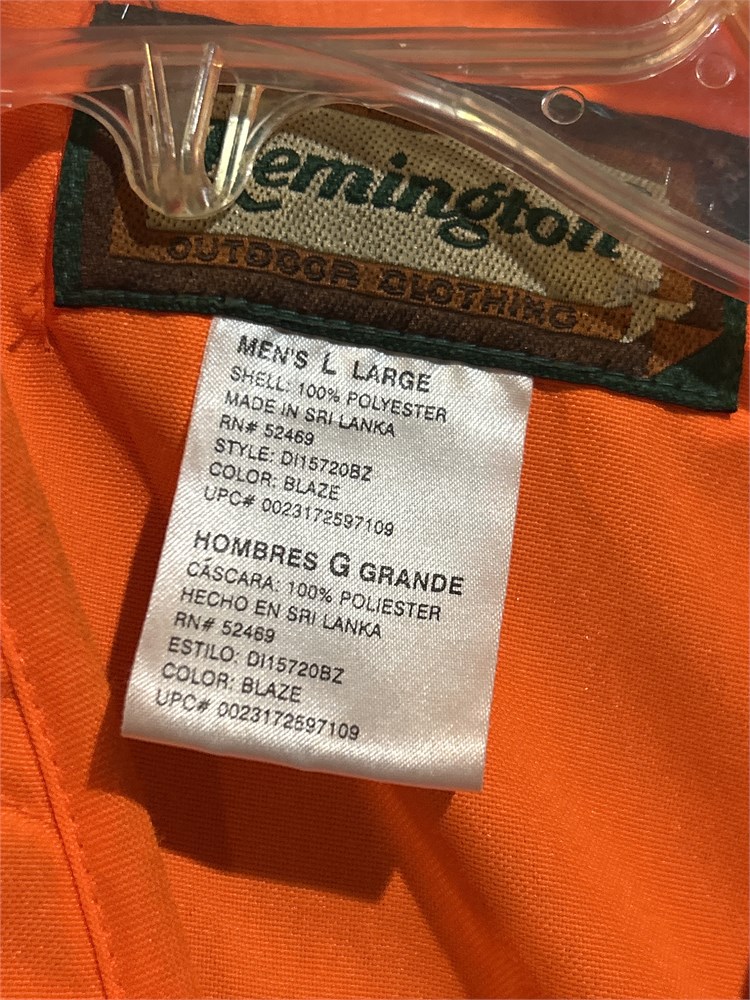 Remington
OUTDOOR CLOTHING
MEN'S L LARGE
SHELL: 100% POLYESTER
MADE IN SRI LANKA
RN# 52469
STYLE: DI15720BZ
COLOR: BLAZE
UPC# 0023172597109
HOMBRES G GRANDE
CÁSCARA: 100% POLIESTER
HECHO EN SRI LANKA
RN# 52469
ESTILO: DI15720BZ
COLOR: BLAZE
UPC# 0023172597109